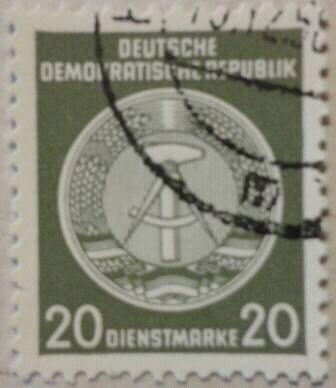 DEUTSCHE
DEMOKRATISCHE REPUBLIK
20 DIENSTMARKE 20